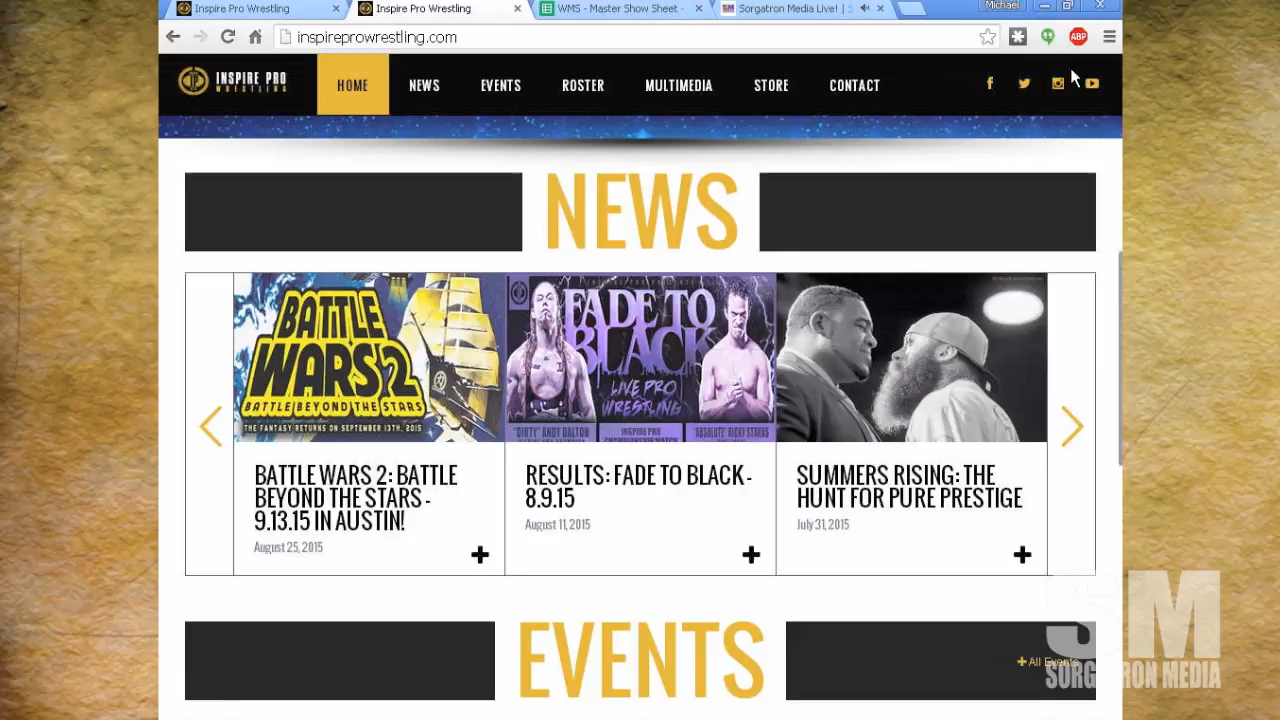 Inspire Pro Wrestling
Inspire Pro Wrestling
WMS - Master Show Sheet -
Sorgatron Media Live! | S
Michael
inspireprowrestling.com
ABP
INSPIRE PRO
WRESTLING
HOME
NEWS
EVENTS
ROSTER
MULTIMEDIA
STORE
CONTACT
NEWS
BATTLE
WARS 2
BATTLE BEYOND THE STARS
THE FANTASY RETURNS ON SEPTEMBER 13TH, 2015
FADE TO
BLACK
LIVE PRO
WRESTLING
"DIRTY" ANDY DALTON
INSPIRE PRO
CHAMPIONSHIP MATCH
"ABSOLUTE" RICKY STARKS
BATTLE WARS 2: BATTLE
BEYOND THE STARS -
9.13.15 IN AUSTIN!
August 25, 2015
RESULTS: FADE TO BLACK -
8.9.15
August 11, 2015
SUMMERS RISING: THE
HUNT FOR PURE PRESTIGE
July 31, 2015
EVENTS
All Events
SM
SORGATRON MEDIA